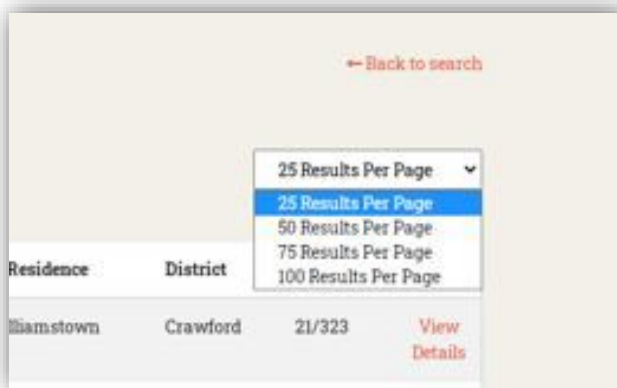 ← Back to search
25 Results Per Page
25 Results Per Page
50 Results Per Page
75 Results Per Page
100 Results Per Page
Residence District
lliamstown Crawford 21/323 View
Details